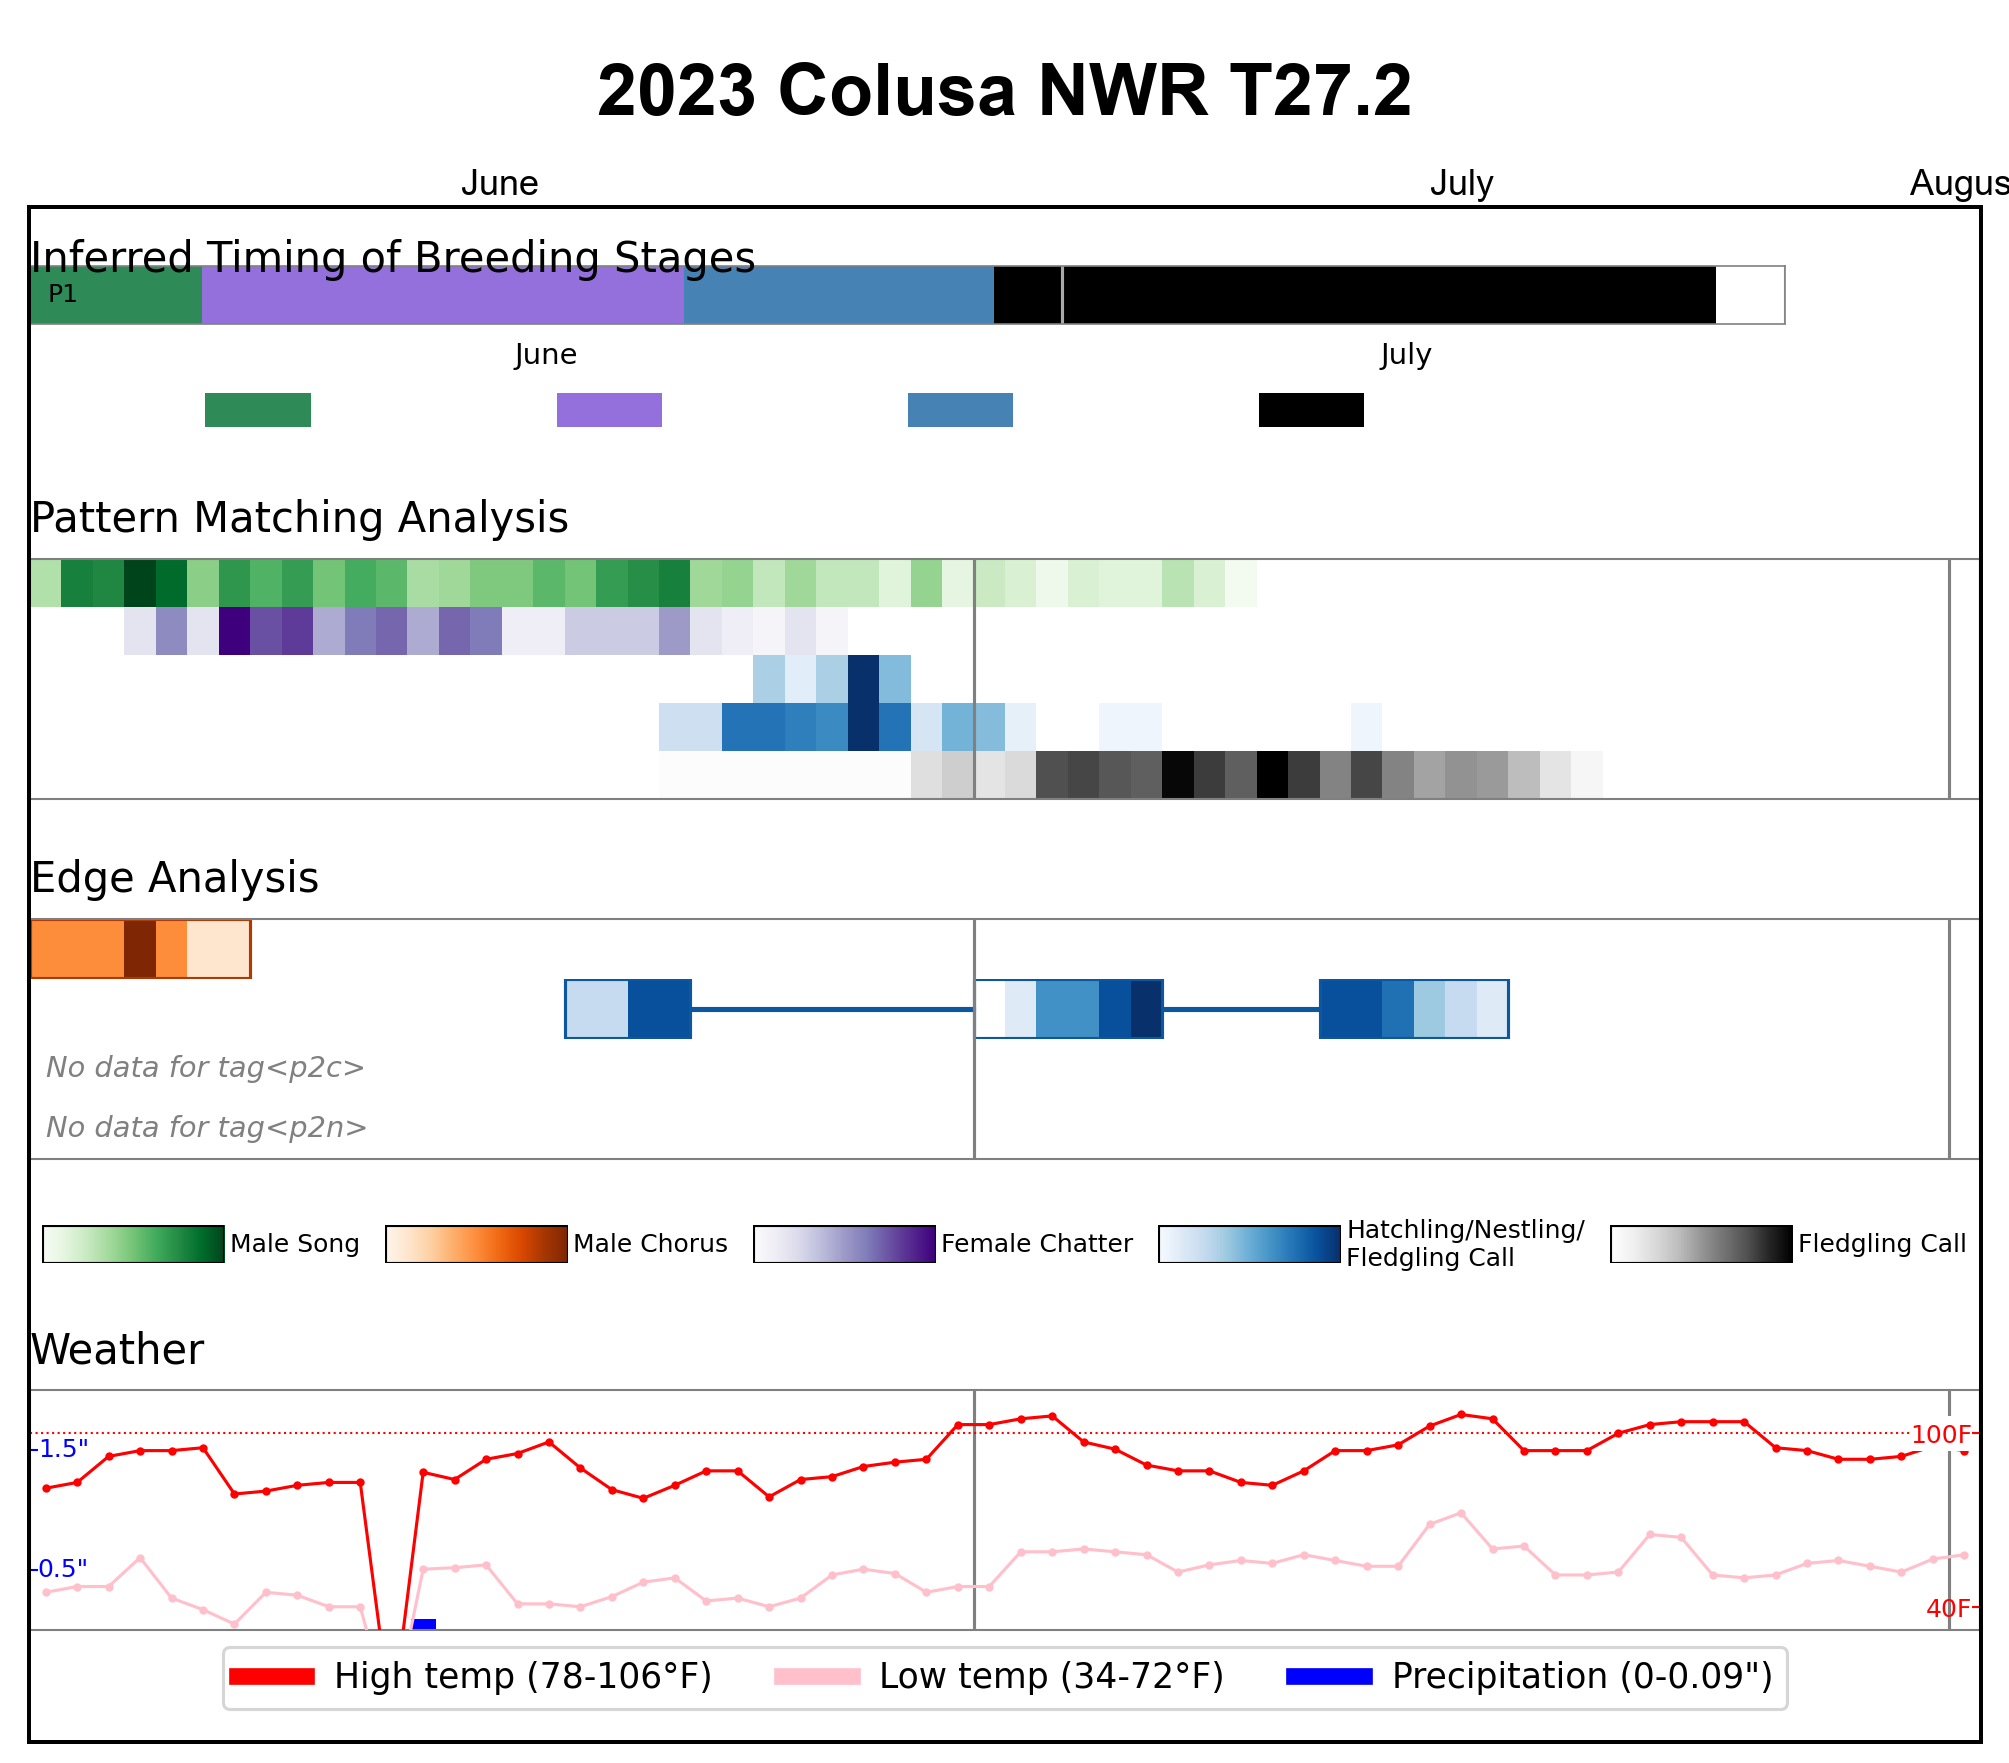 2023 Colusa NWR T27.2
June July Augus
Inferred Timing of Breeding Stages
P1
June July
Pattern Matching Analysis
Edge Analysis
No data for tag<p2c>
No data for tag<p2n>
Male Song Male Chorus Female Chatter Hatchling/Nestling/
Fledgling Call Fledgling Call
Weather
1.5" 100F
0.5" 40F
High temp (78-106°F) Low temp (34-72°F) Precipitation (0-0.09")